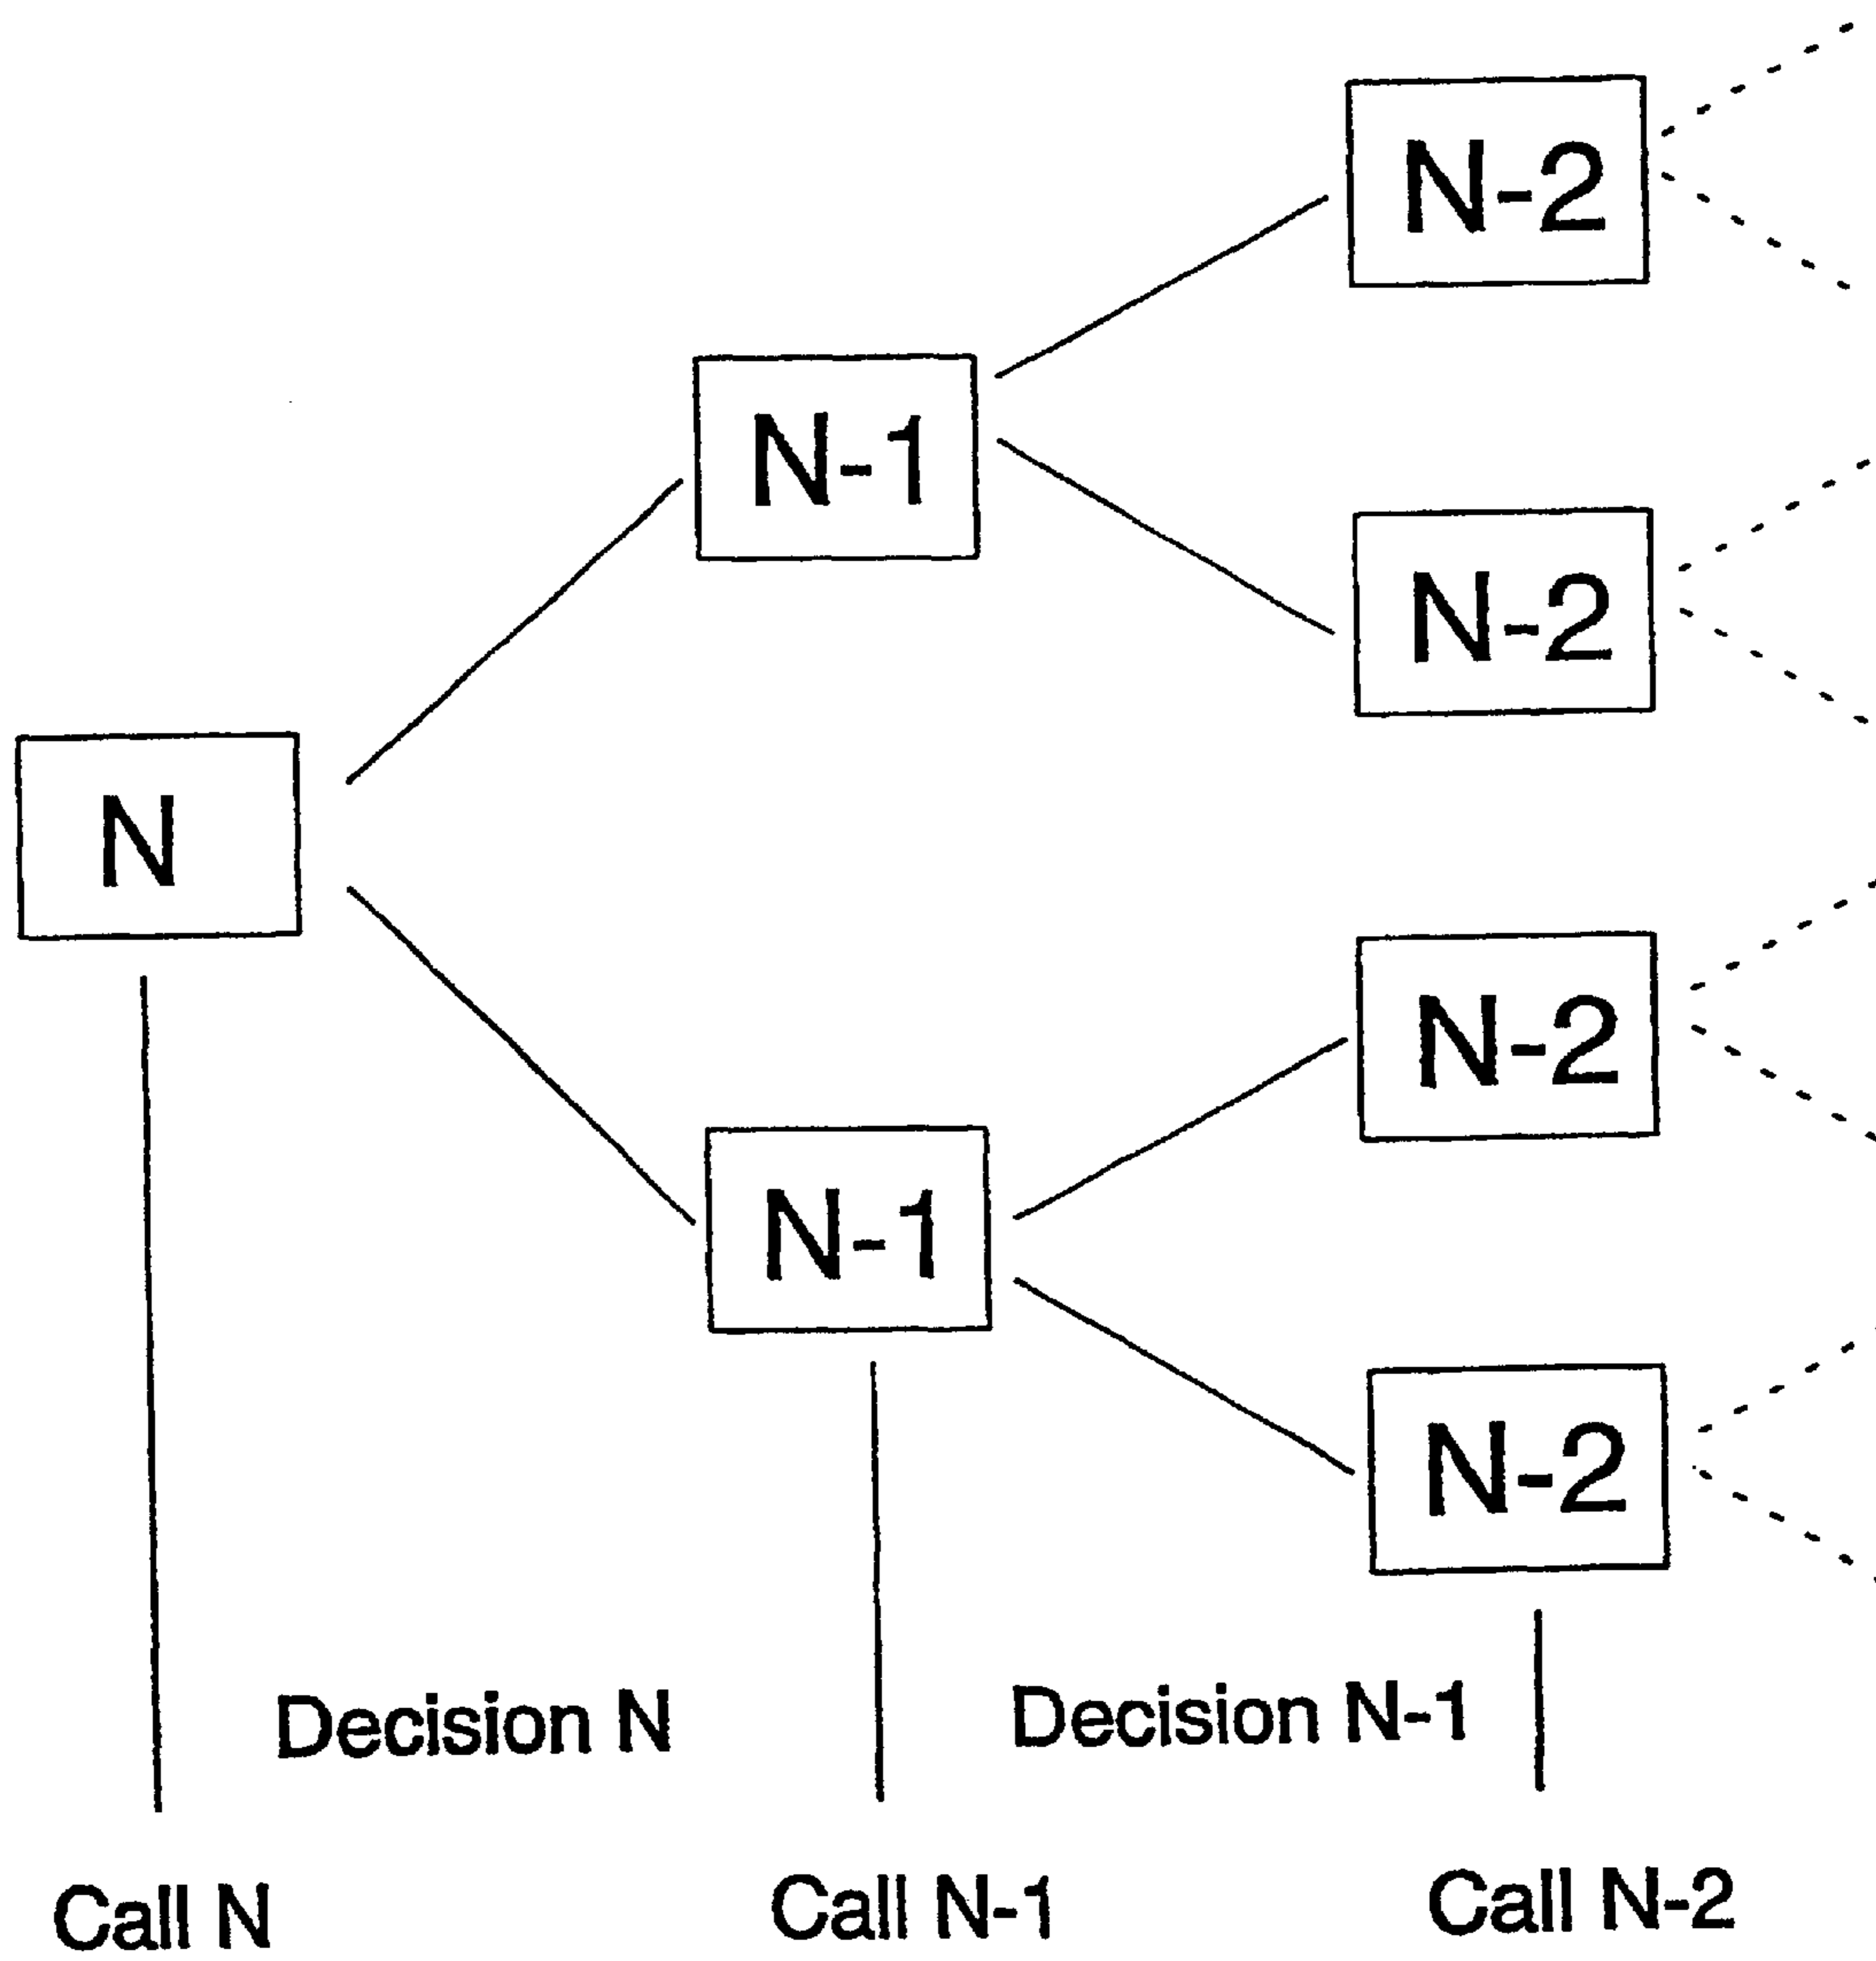 N-2
N-1
N-2
N
N-2
N-1
N-2
Decision N
Decision N-1
Call N
Call N-1
Call N-2